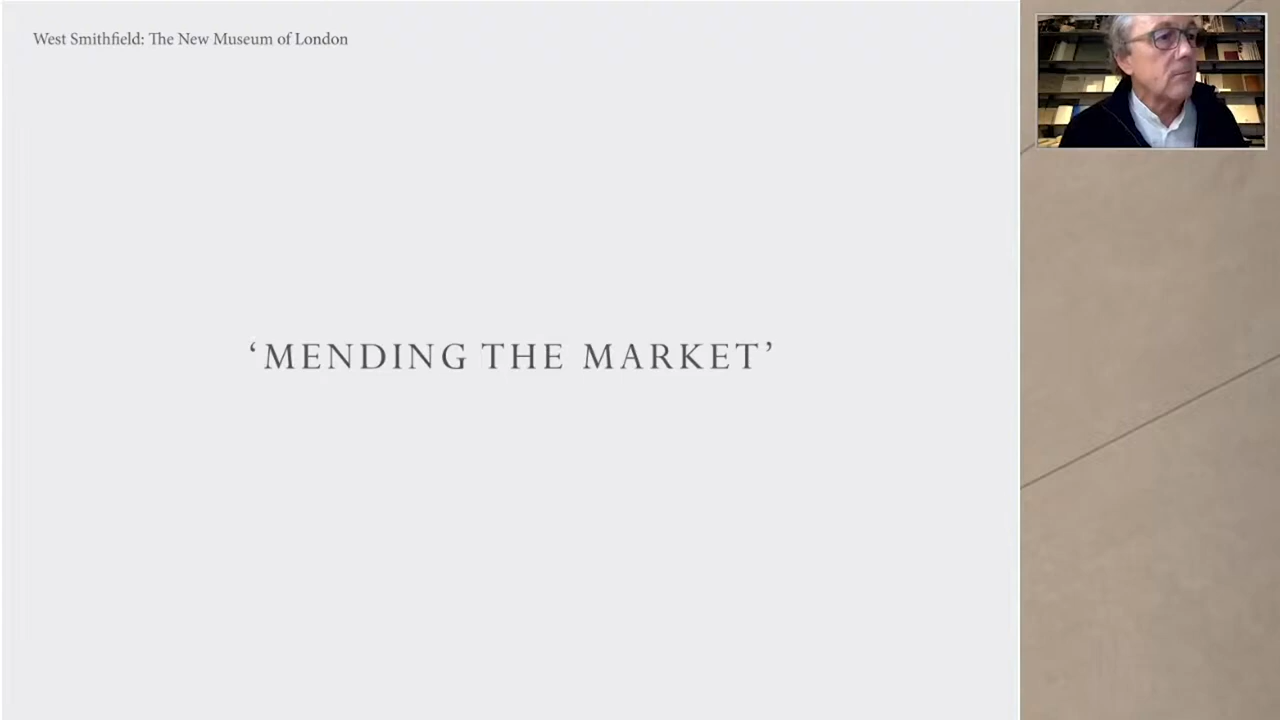 West Smithfield: The New Museum of London
‘MENDING THE MARKET’